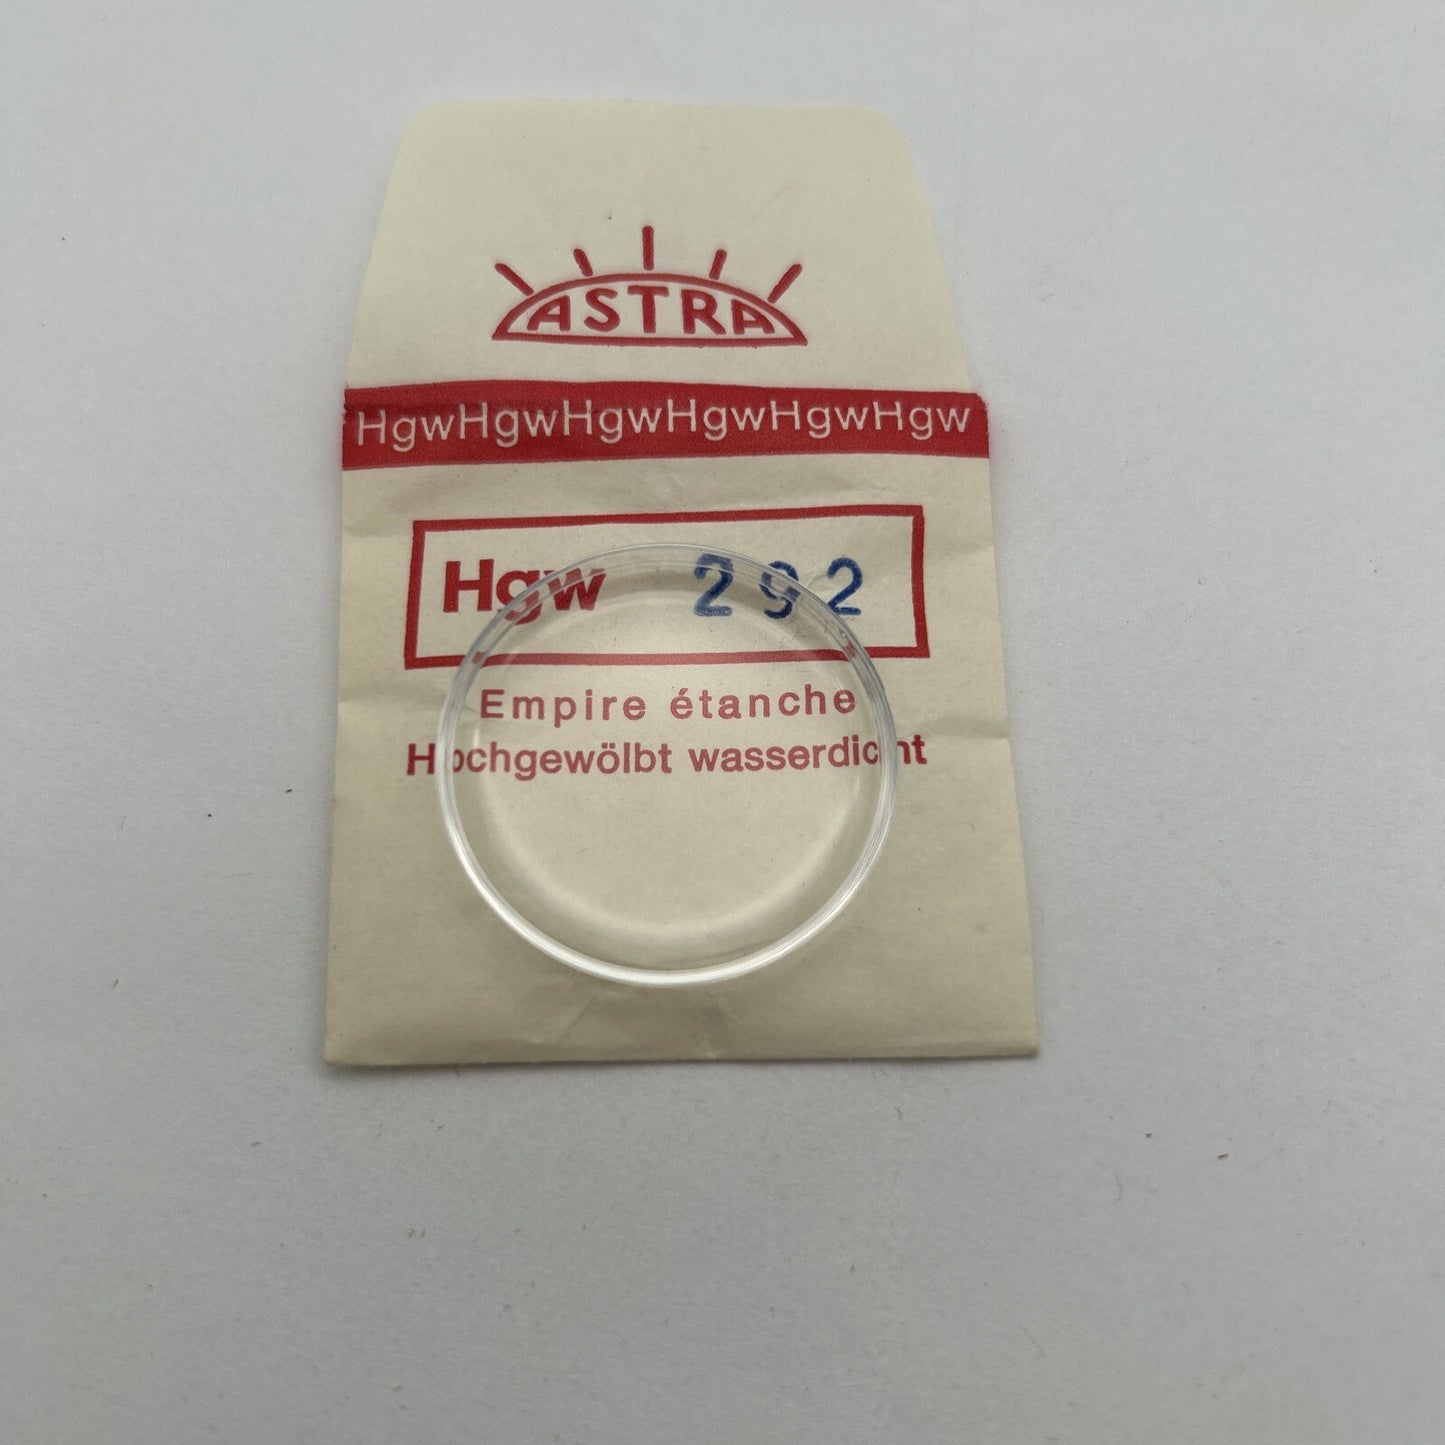 ASTRA
HgwHgwHgwHgwHgwHgw
Hgw 292
Empire étanche
Hochgewölbt wasserdicht